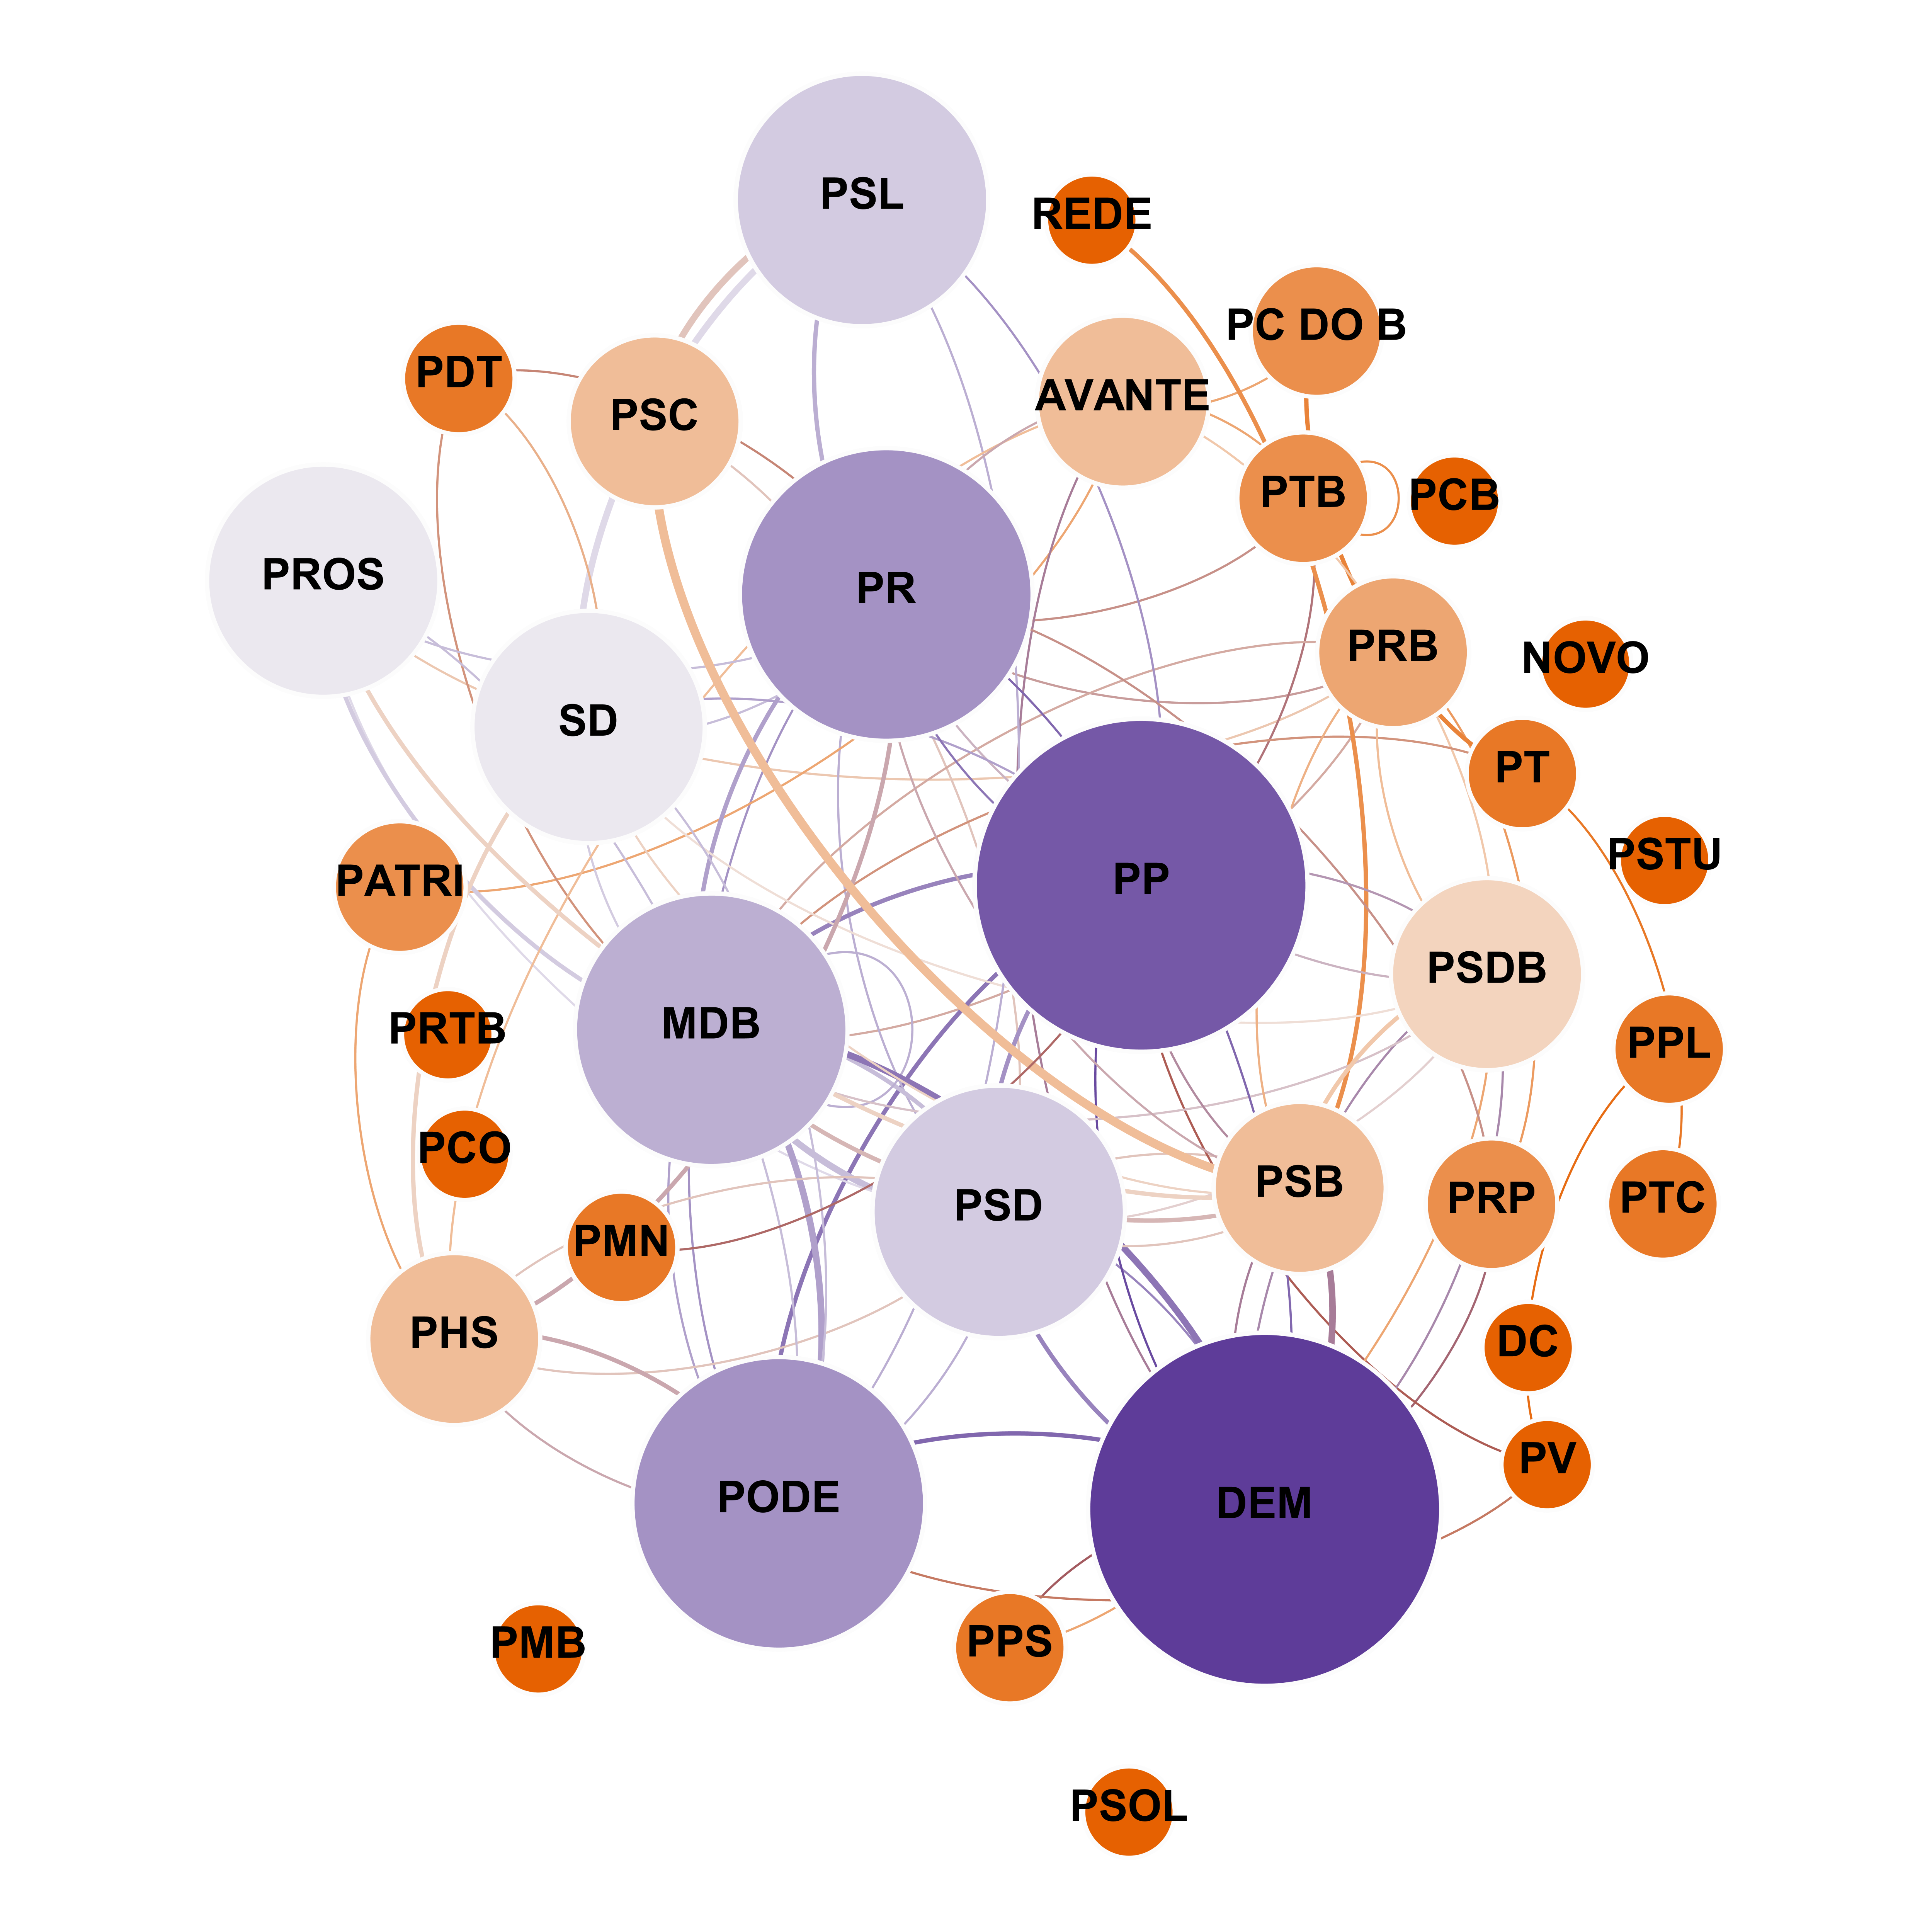 PSL
REDE
PC DO B
PDT
AVANTE
PSC
PTB
PCB
PROS
PR
PRB
NOVO
SD
PT
PSTU
PATRI
PP
PSDB
MDB
PRTB
PPL
PCO
PSB
PRP
PTC
PSD
PMN
PHS
DC
PV
PODE
DEM
PMB
PPS
PSOL